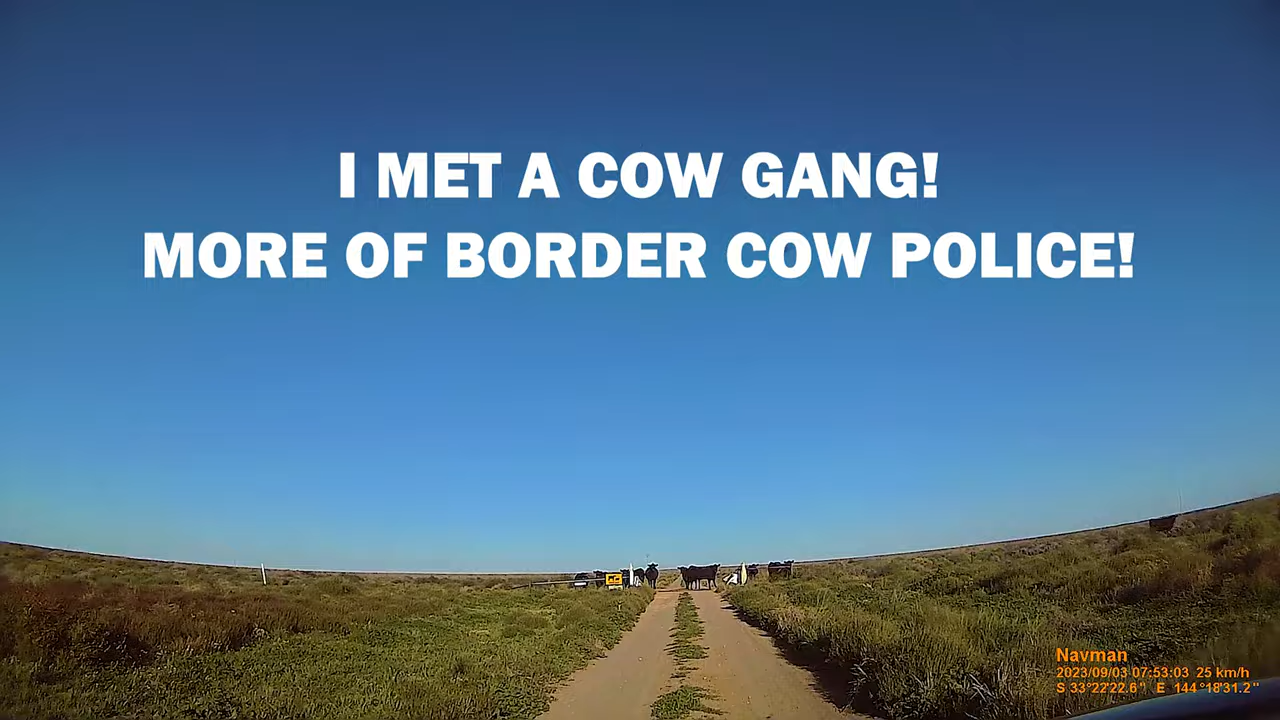 I MET A COW GANG!
MORE OF BORDER COW POLICE!
Navman
2023/09/03 07:53:03 25 km/h
S 33°22'22.6" E 144°18'31.2"